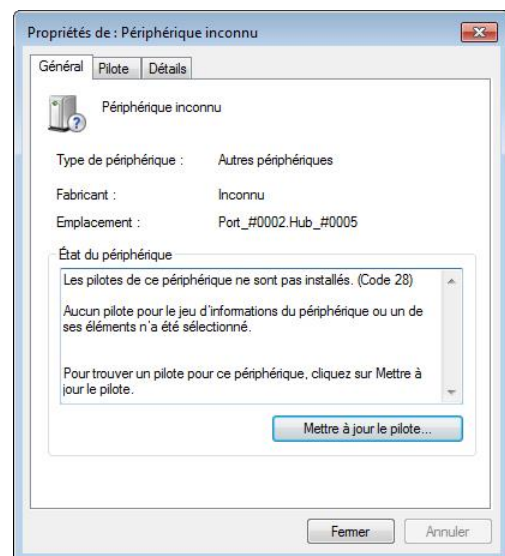 Propriétés de : Périphérique inconnu
Général Pilote Détails
Périphérique inconnu
Type de périphérique : Autres périphériques
Fabricant : Inconnu
Emplacement : Port_#0002.Hub_#0005
État du périphérique
Les pilotes de ce périphérique ne sont pas installés. (Code 28)
Aucun pilote pour le jeu d'informations du périphérique ou un de
ses éléments n'a été sélectionné.
Pour trouver un pilote pour ce périphérique, cliquez sur Mettre à
jour le pilote.
Mettre à jour le pilote...
Fermer Annuler